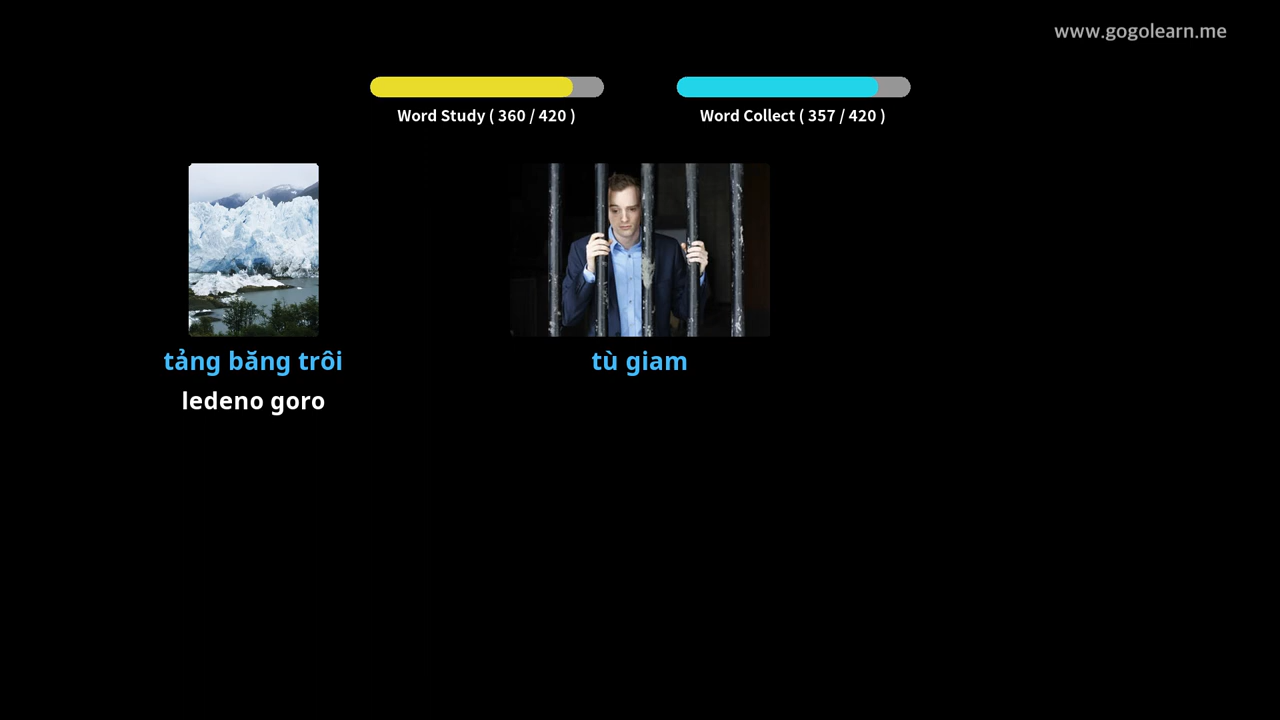 www.gogolearn.me
Word Study ( 360 / 420 )
Word Collect ( 357 / 420 )
tảng băng trôi
ledeno goro
tù giam